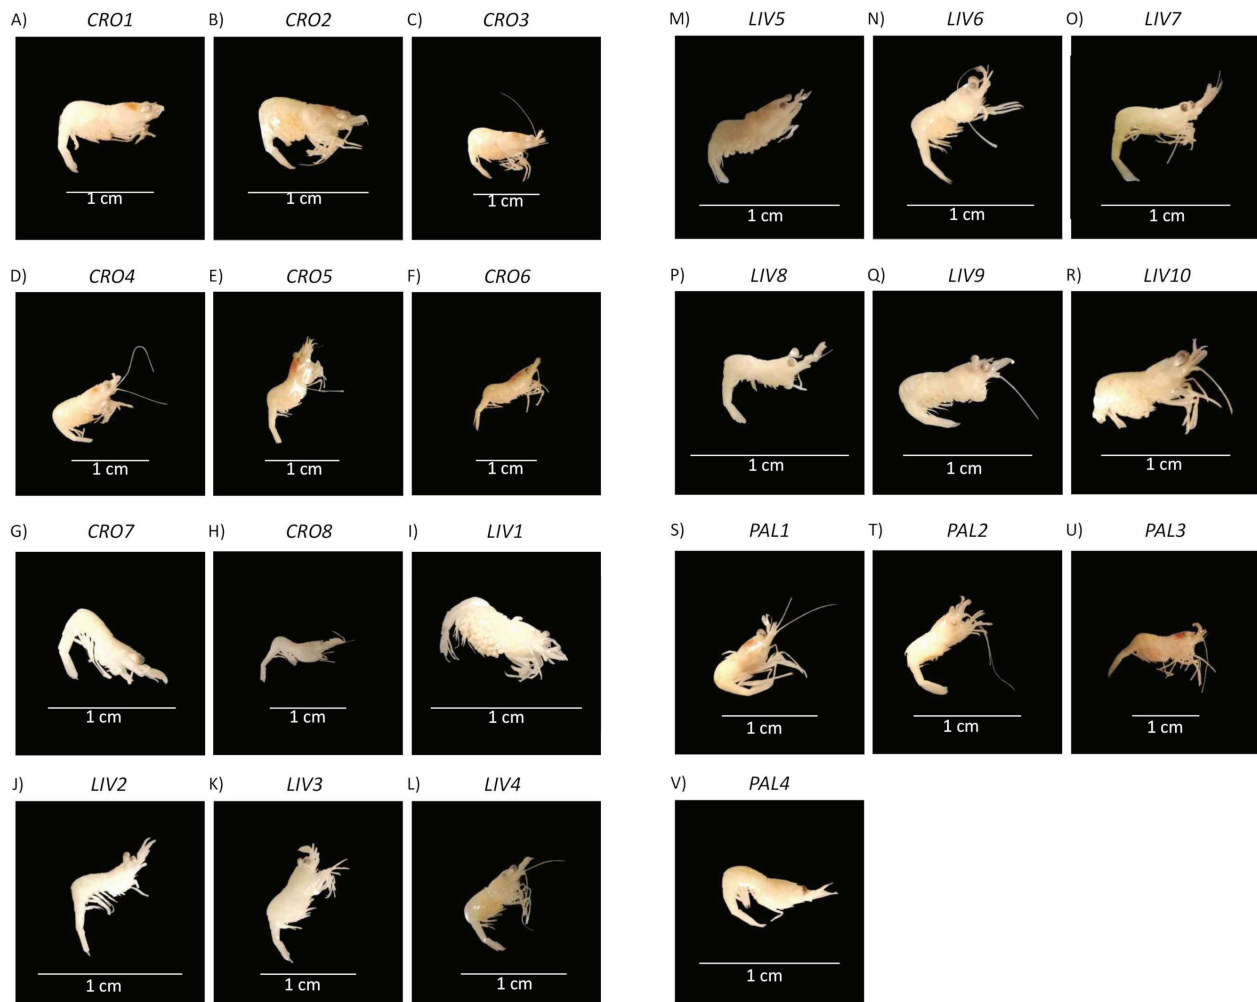 A) CRO1
B) CRO2
C) CRO3
1 cm
1 cm
1 cm
D) CRO4
E) CRO5
F) CRO6
1 cm
1 cm
1 cm
G) CRO7
H) CRO8
I) LIV1
1 cm
1 cm
1 cm
J) LIV2
K) LIV3
L) LIV4
1 cm
1 cm
1 cm
M) LIV5
N) LIV6
O) LIV7
1 cm
1 cm
1 cm
P) LIV8
Q) LIV9
R) LIV10
1 cm
1 cm
1 cm
S) PAL1
T) PAL2
U) PAL3
1 cm
1 cm
1 cm
V) PAL4
1 cm